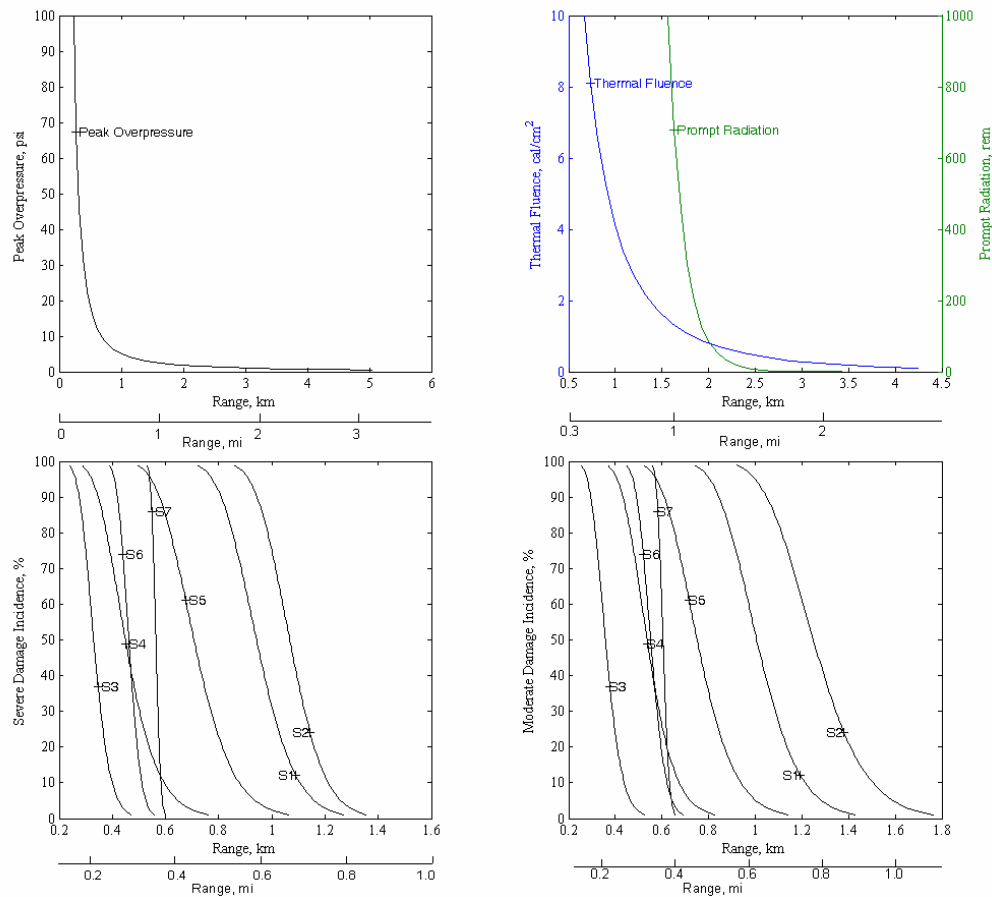 Peak Overpressure, psi
100
90
80
70
60
50
40
30
20
10
0
Peak Overpressure
0 1 2 3 4 5 6
Range, km
0 1 2 3
Range, mi
Thermal Fluence, cal/cm²
10
8
6
4
2
0
Thermal Fluence
Prompt Radiation
1000
800
600
400
200
0
Prompt Radiation, rem
0.5 1 1.5 2 2.5 3 3.5 4 4.5
Range, km
0.3 1 2
Range, mi
Severe Damage Incidence, %
100
90
80
70
60
50
40
30
20
10
0
S7
S6
S5
S4
S3
S2
S1
0.2 0.4 0.6 0.8 1.0 1.2 1.4 1.6
Range, km
0.2 0.4 0.6 0.8 1.0
Range, mi
Moderate Damage Incidence, %
100
90
80
70
60
50
40
30
20
10
0
S7
S6
S5
S4
S3
S2
S1
0.2 0.4 0.6 0.8 1 1.2 1.4 1.6 1.8
Range, km
0.2 0.4 0.6 0.8 1.0
Range, mi